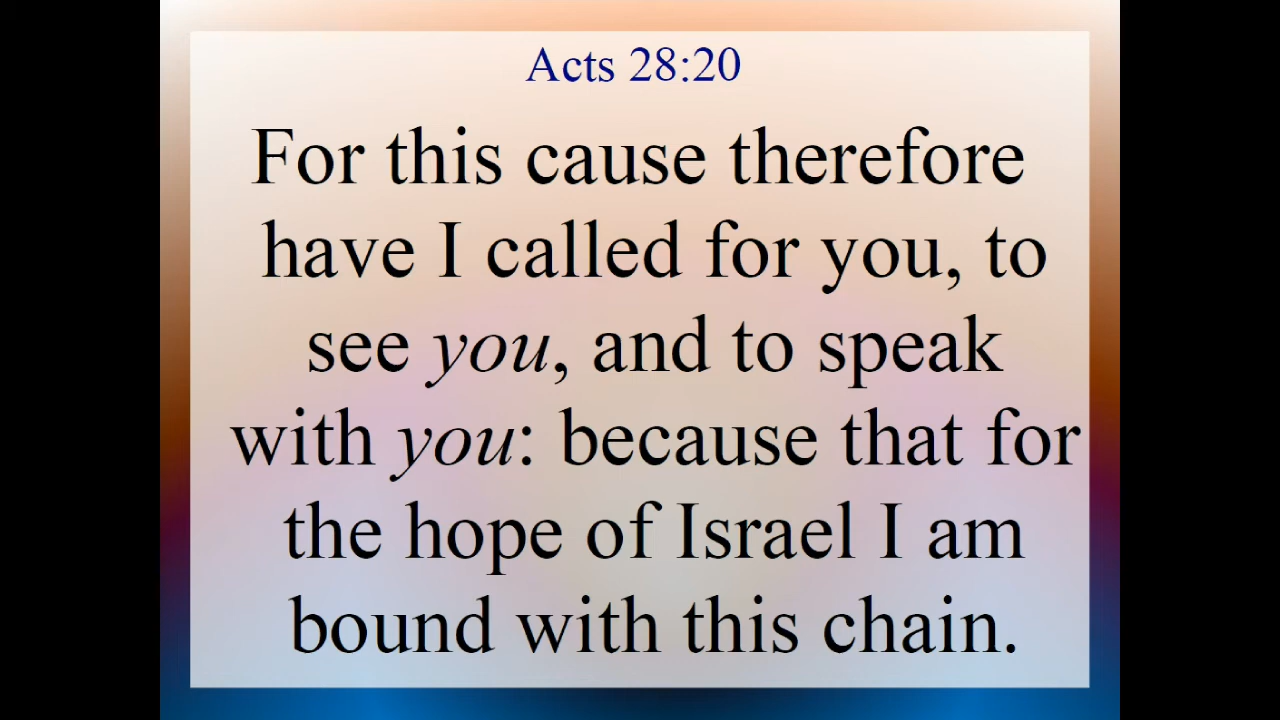 Acts 28:20
For this cause therefore
have I called for you, to
see you, and to speak
with you: because that for
the hope of Israel I am
bound with this chain.